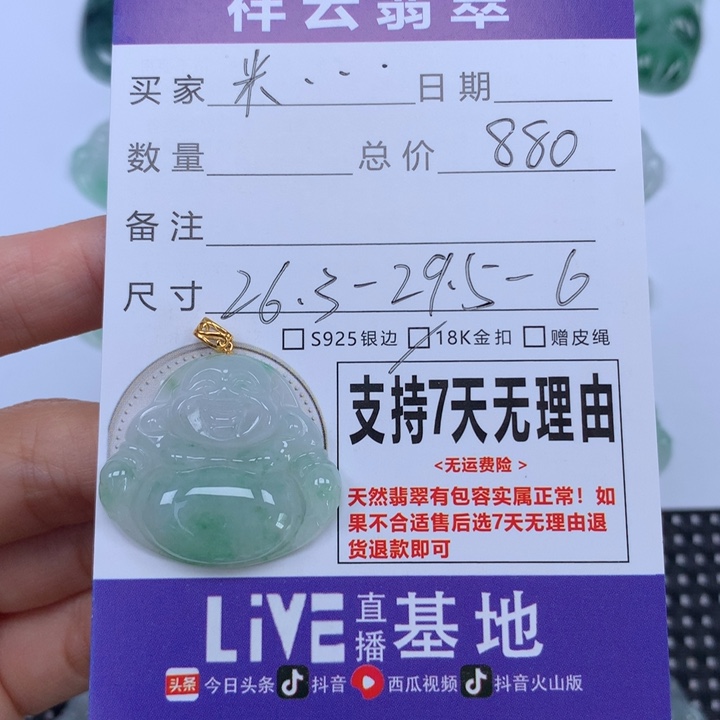 祥云翡翠
买家 米... 日期
数量 总价 880
备注
尺寸 26.3-29.5-6
S925银边 18K金扣 赠皮绳
支持7天无理由
<无运费险>
天然翡翠有包容实属正常！如
果不合适售后选7天无理由退
货退款即可
LiVE直播基地
头条 今日头条 抖音 西瓜视频 抖音火山版